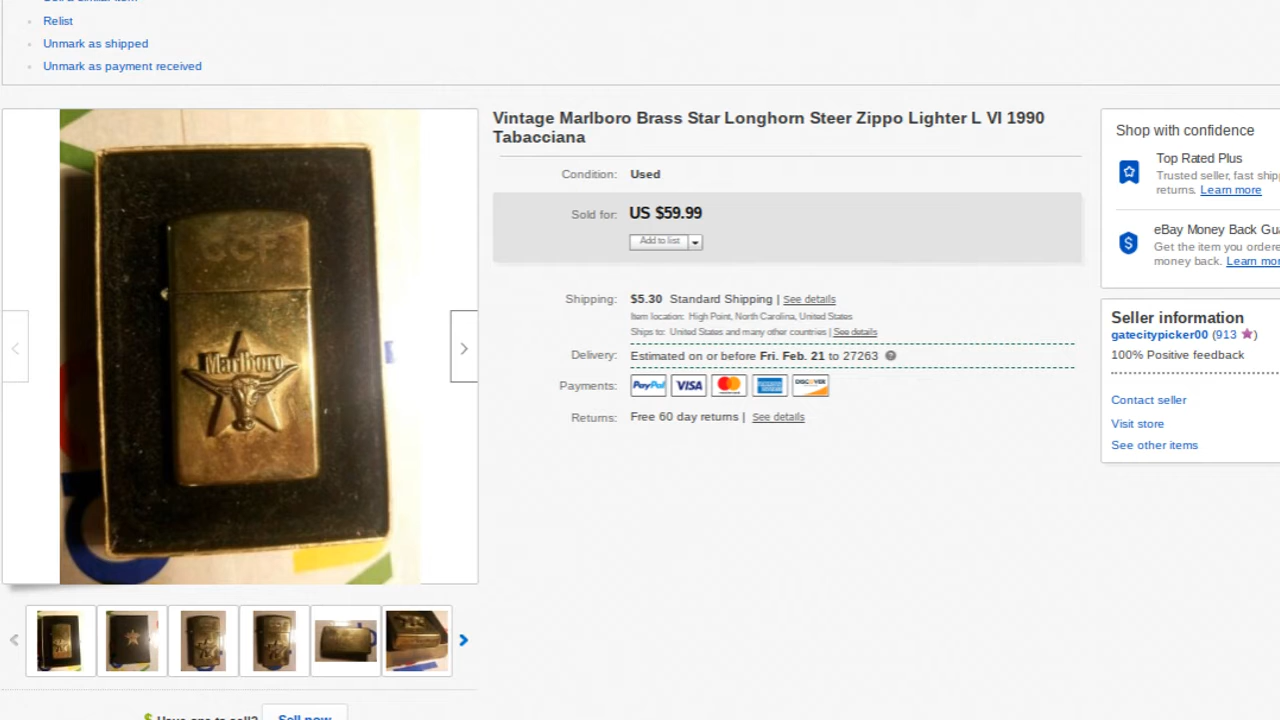 Relist
Unmark as shipped
Unmark as payment received
Vintage Marlboro Brass Star Longhorn Steer Zippo Lighter L VI 1990
Tabacciana
Condition: Used
Sold for: US $59.99
Add to list
Shipping: $5.30 Standard Shipping | See details
Item location: High Point, North Carolina, United States
Ships to: United States and many other countries | See details
Delivery: Estimated on or before Fri. Feb. 21 to 27263
Payments: PayPal VISA DISCOVER
Returns: Free 60 day returns | See details
Marlboro
Shop with confidence
Top Rated Plus
Trusted seller, fast ship
returns. Learn more
eBay Money Back Gua
Get the item you ordere
money back. Learn mor
Seller information
gatecitypicker00 (913 )
100% Positive feedback
Contact seller
Visit store
See other items
Have one to sell? Sell now